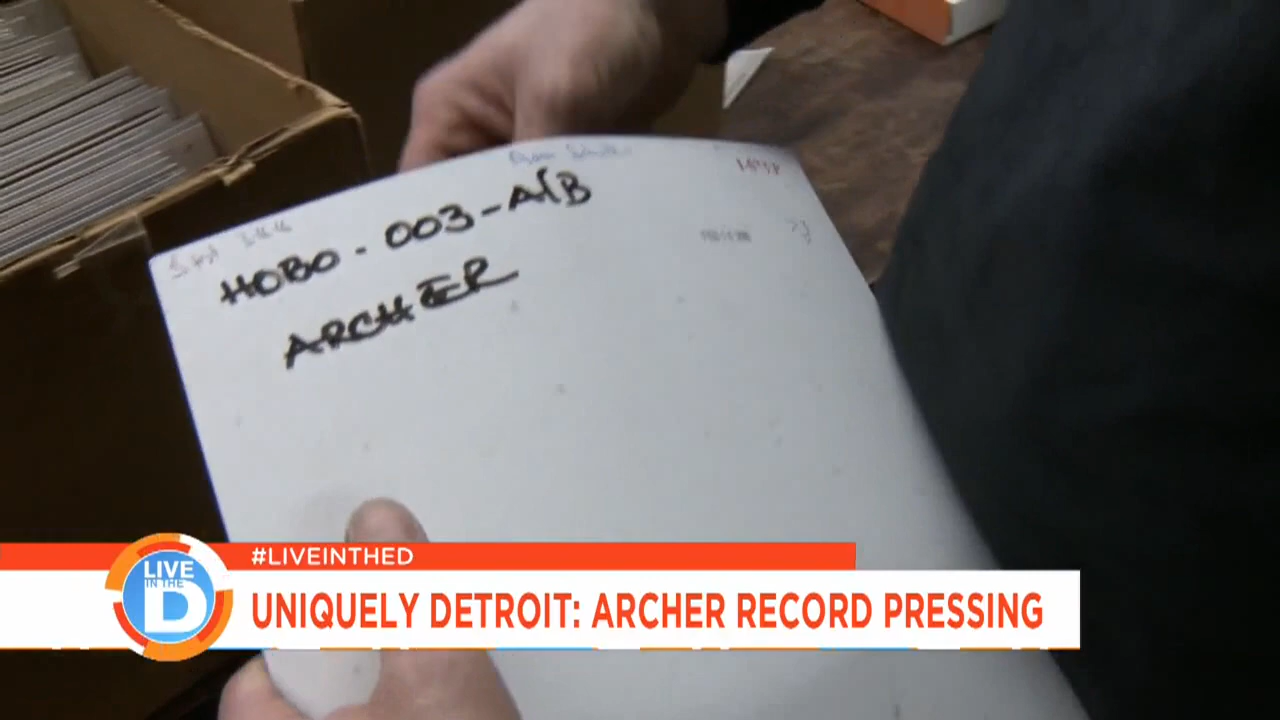 HOBO-003-A/B
ARCHER
#LIVEINTHED
LIVE
IN THE
D
UNIQUELY DETROIT: ARCHER RECORD PRESSING